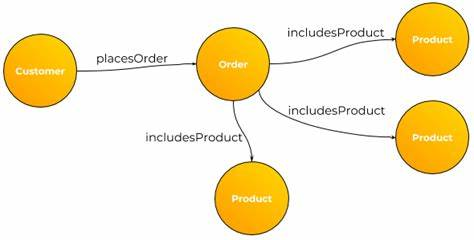 Customer
placesOrder
Order
includesProduct
Product
includesProduct
Product
includesProduct
Product